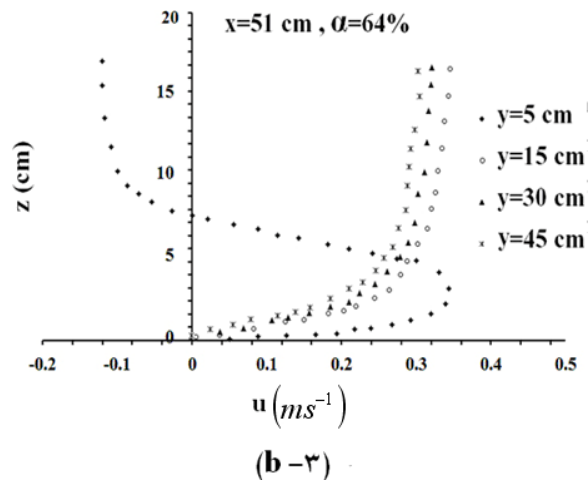 x=51 cm , α=64%
20
15
10
5
0
z (cm)
y=5 cm
y=15 cm
y=30 cm
y=45 cm
-0.2 -0.1 0 0.1 0.2 0.3 0.4 0.5
u (ms⁻¹)
(b -۳)